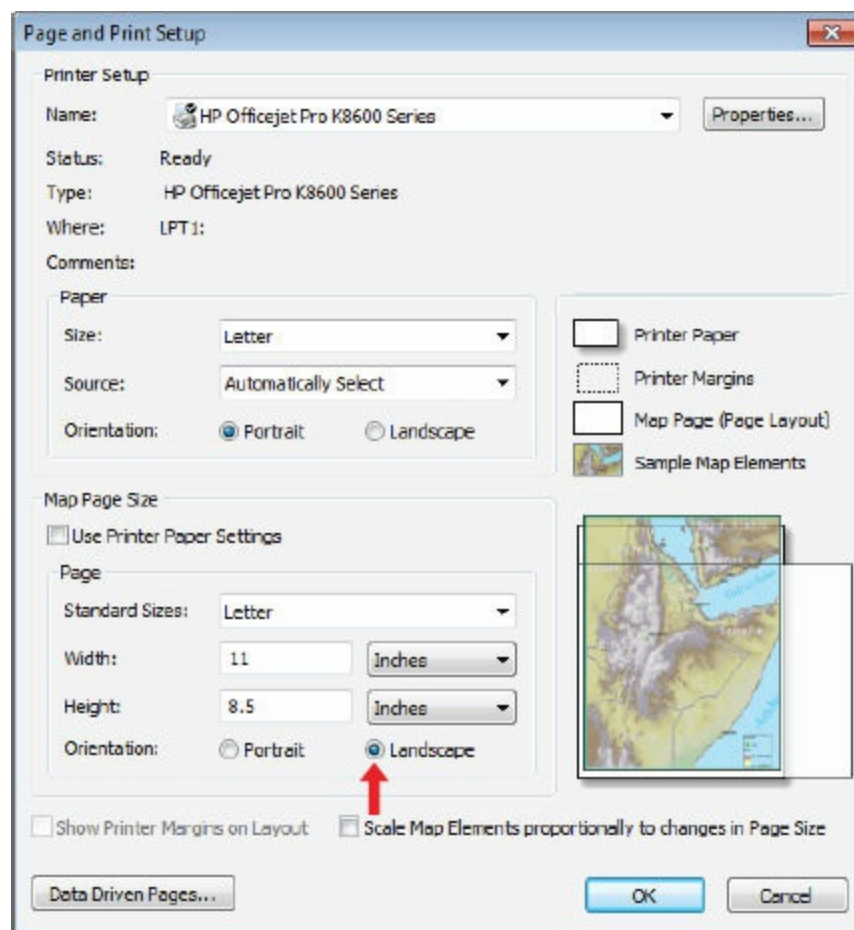 Page and Print Setup
Printer Setup
Name: HP Officejet Pro K8600 Series Properties...
Status: Ready
Type: HP Officejet Pro K8600 Series
Where: LPT1:
Comments:
Paper
Size: Letter
Source: Automatically Select
Orientation: Portrait Landscape
Printer Paper
Printer Margins
Map Page (Page Layout)
Sample Map Elements
Map Page Size
Use Printer Paper Settings
Page
Standard Sizes: Letter
Width: 11 Inches
Height: 8.5 Inches
Orientation: Portrait Landscape
Show Printer Margins on Layout Scale Map Elements proportionally to changes in Page Size
Data Driven Pages... OK Cancel